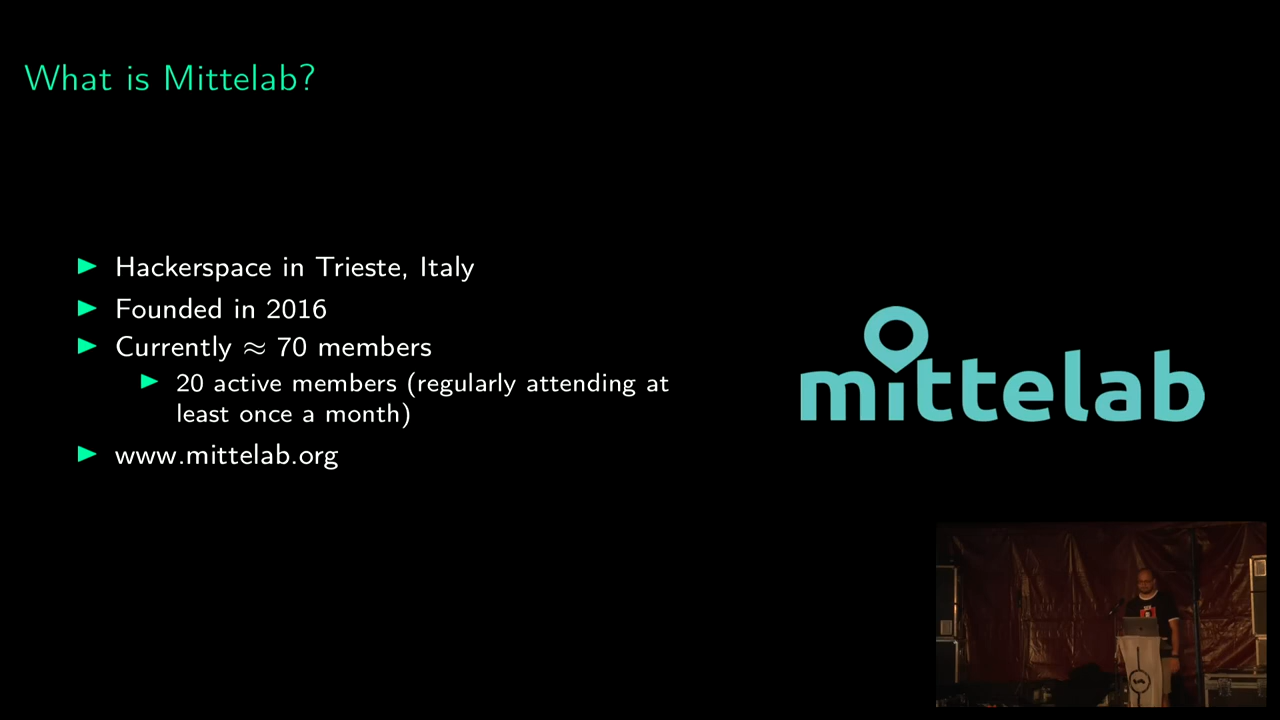 What is Mittelab?
Hackerspace in Trieste, Italy
Founded in 2016
Currently ≈ 70 members
20 active members (regularly attending at
least once a month)
www.mittelab.org
mittelab